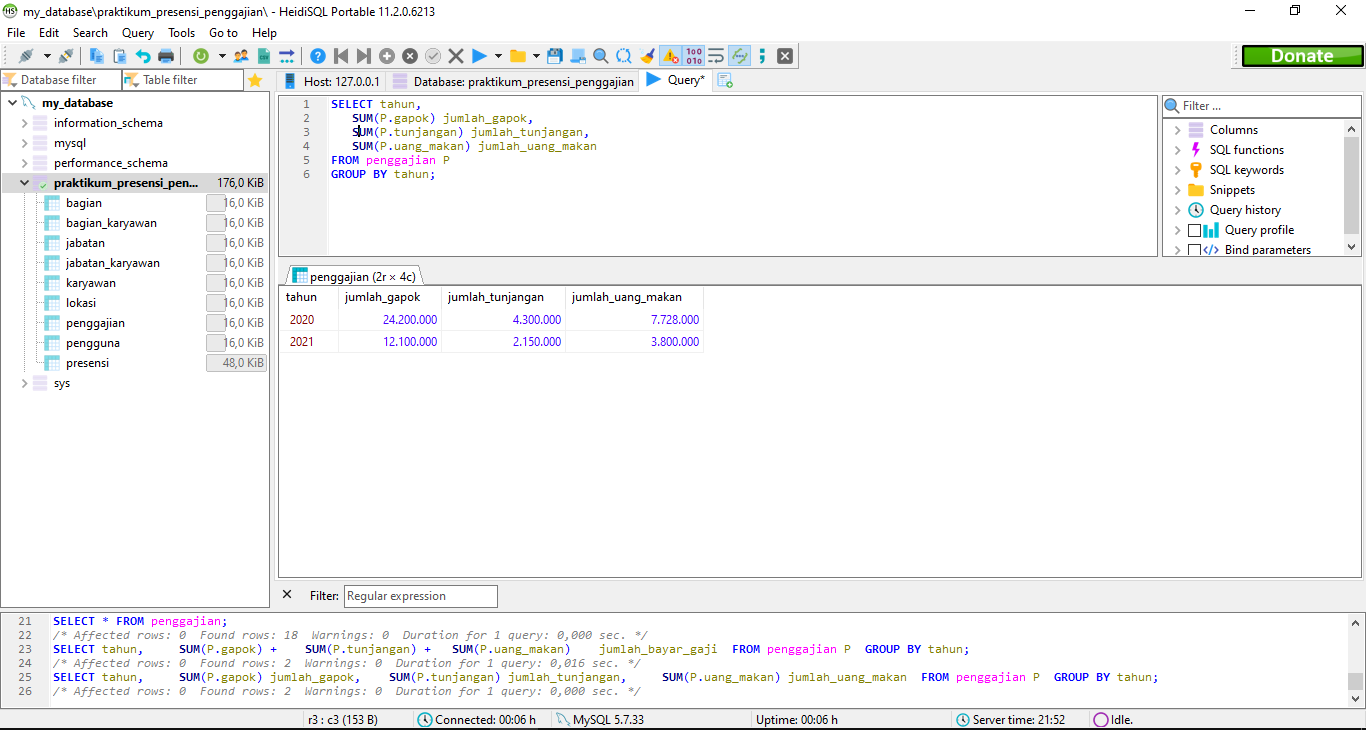 my_database\praktikum_presensi_penggajian\ - HeidiSQL Portable 11.2.0.6213
File Edit Search Query Tools Go to Help
Donate
Database filter Table filter Host: 127.0.0.1 Database: praktikum_presensi_penggajian Query*
my_database
information_schema
mysql
performance_schema
praktikum_presensi_pen... 176,0 KiB
bagian 16,0 KiB
bagian_karyawan 16,0 KiB
jabatan 16,0 KiB
jabatan_karyawan 16,0 KiB
karyawan 16,0 KiB
lokasi 16,0 KiB
penggajian 16,0 KiB
pengguna 16,0 KiB
presensi 48,0 KiB
sys
1 SELECT tahun,
2 SUM(P.gapok) jumlah_gapok,
3 SUM(P.tunjangan) jumlah_tunjangan,
4 SUM(P.uang_makan) jumlah_uang_makan
5 FROM penggajian P
6 GROUP BY tahun;
Filter ...
Columns
SQL functions
SQL keywords
Snippets
Query history
Query profile
Bind parameters
penggajian (2r × 4c)
tahun jumlah_gapok jumlah_tunjangan jumlah_uang_makan
2020 24.200.000 4.300.000 7.728.000
2021 12.100.000 2.150.000 3.800.000
Filter: Regular expression
21 SELECT * FROM penggajian;
22 /* Affected rows: 0 Found rows: 18 Warnings: 0 Duration for 1 query: 0,000 sec. */
23 SELECT tahun, SUM(P.gapok) + SUM(P.tunjangan) + SUM(P.uang_makan) jumlah_bayar_gaji FROM penggajian P GROUP BY tahun;
24 /* Affected rows: 0 Found rows: 2 Warnings: 0 Duration for 1 query: 0,016 sec. */
25 SELECT tahun, SUM(P.gapok) jumlah_gapok, SUM(P.tunjangan) jumlah_tunjangan, SUM(P.uang_makan) jumlah_uang_makan FROM penggajian P GROUP BY tahun;
26 /* Affected rows: 0 Found rows: 2 Warnings: 0 Duration for 1 query: 0,000 sec. */
r3 : c3 (153 B) Connected: 00:06 h MySQL 5.7.33 Uptime: 00:06 h Server time: 21:52 Idle.